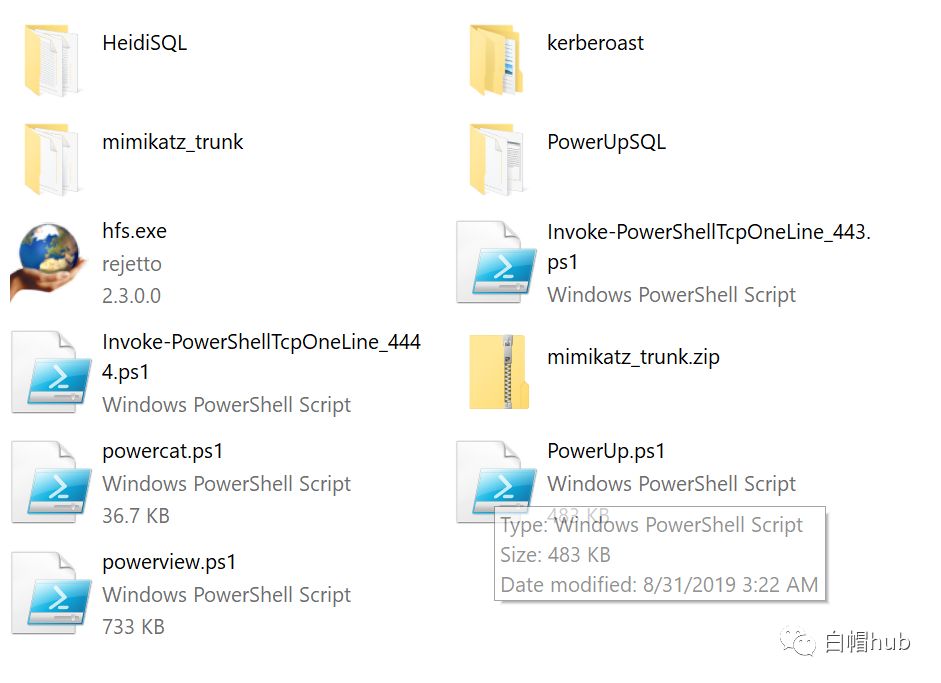 HeidiSQL
kerberoast
mimikatz_trunk
PowerUpSQL
hfs.exe
rejetto
2.3.0.0
Invoke-PowerShellTcpOneLine_443.
ps1
Windows PowerShell Script
Invoke-PowerShellTcpOneLine_444
4.ps1
Windows PowerShell Script
mimikatz_trunk.zip
powercat.ps1
Windows PowerShell Script
36.7 KB
PowerUp.ps1
Windows PowerShell Script
483 KB
Type: Windows PowerShell Script
Size: 483 KB
Date modified: 8/31/2019 3:22 AM
powerview.ps1
Windows PowerShell Script
733 KB
白帽hub